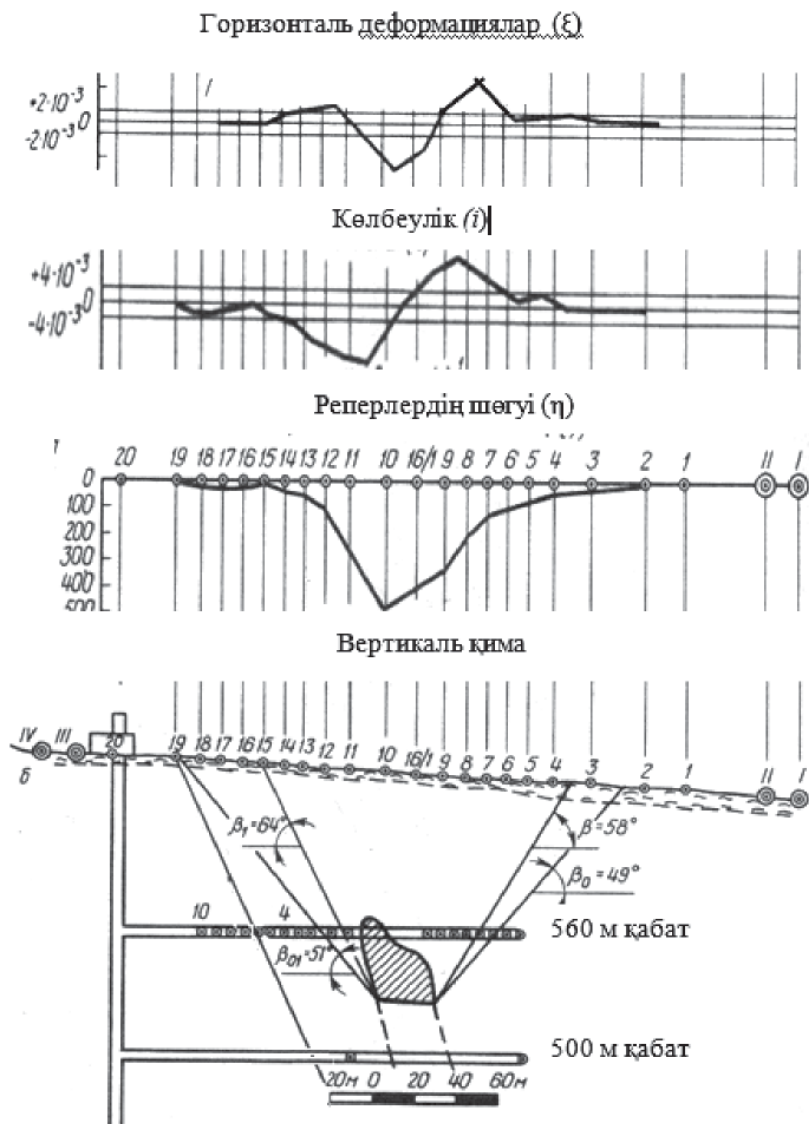 Горизонталь деформациялар (ξ)
+2·10⁻³
0
-2·10⁻³
Көлбеулік (i)
+4·10⁻³
0
-4·10⁻³
Реперлердің шөгуі (η)
20 19 18 17 16 15 14 13 12 11 10 16/1 9 8 7 6 5 4 3 2 1 II I
0
100
200
300
400
500
Вертикаль қима
IV III 20 19 18 17 16 15 14 13 12 11 10 16/1 9 8 7 6 5 4 3 2 1 II I
б
β₁=64° β=58°
β₀=49°
10 4
560 м қабат
β₀₁=51°
500 м қабат
20м 0 20 40 60м